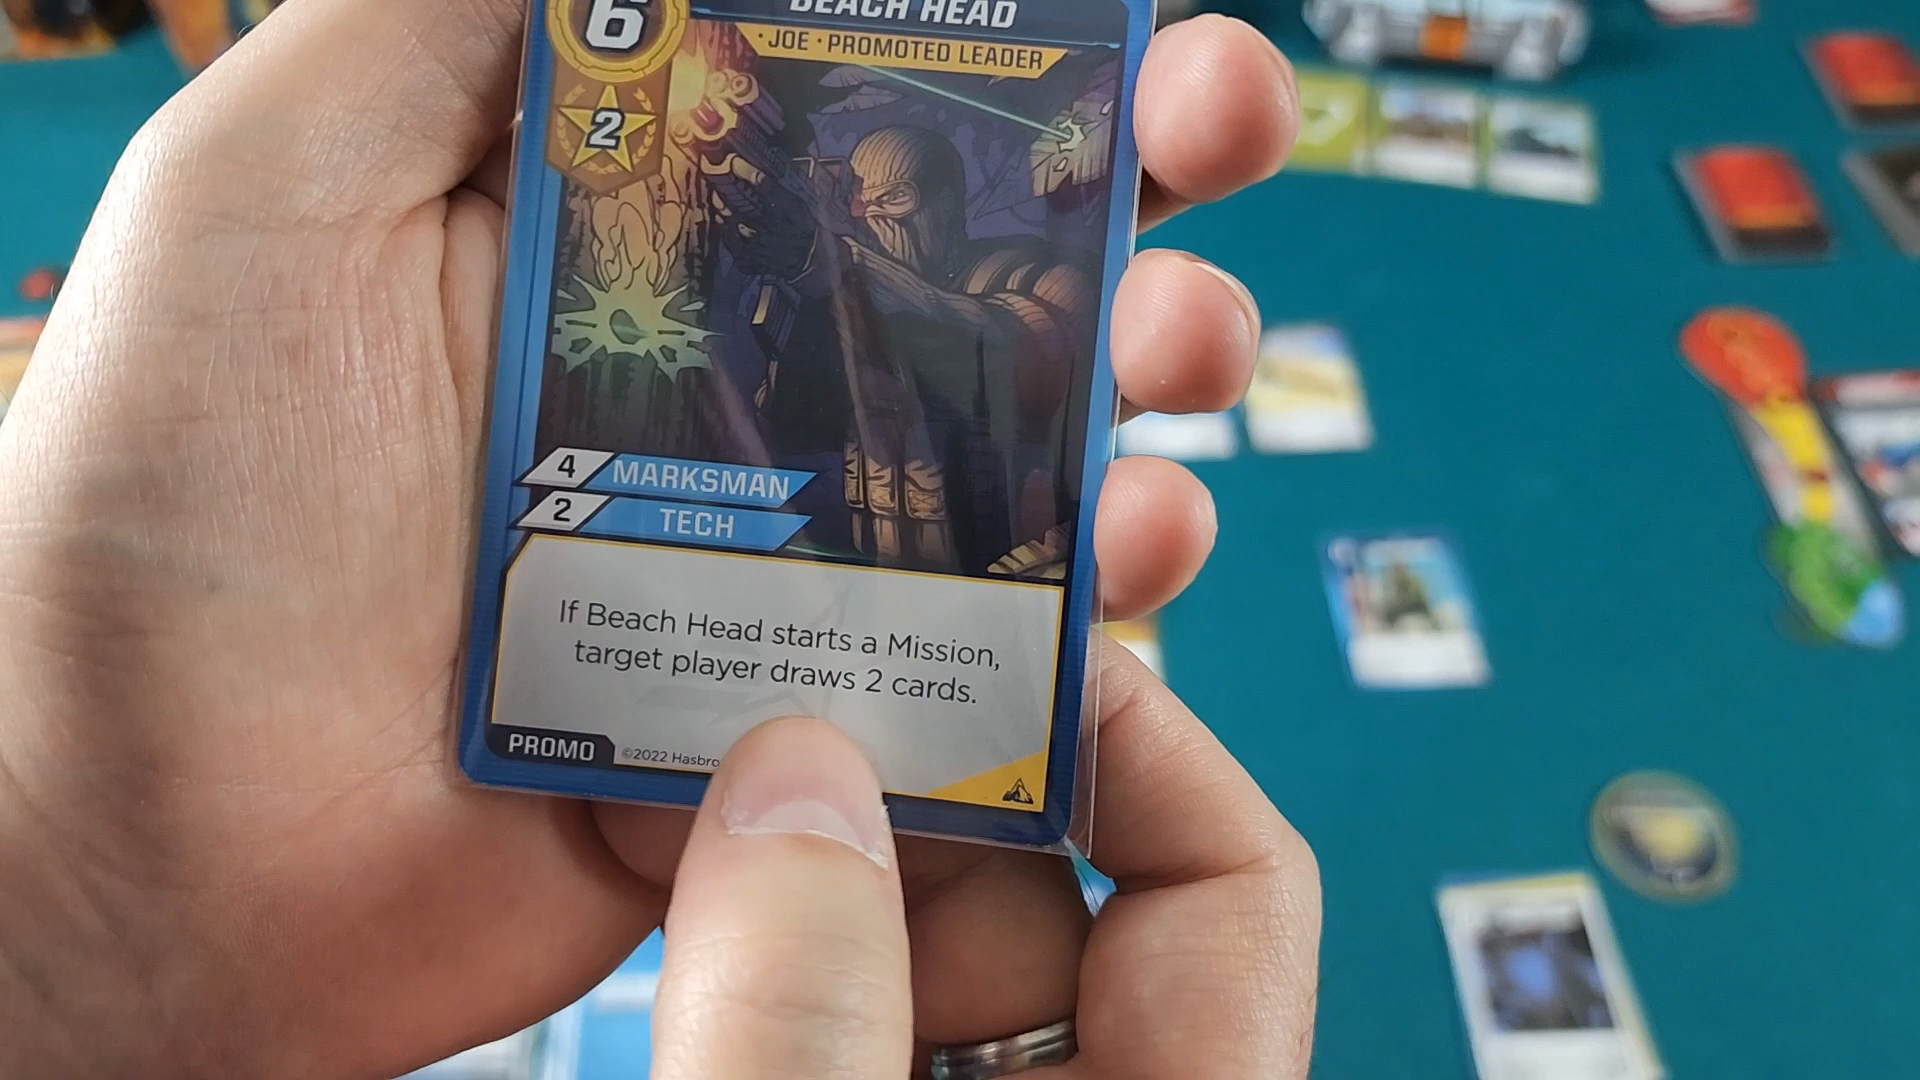 6
BEACH HEAD
• JOE • PROMOTED LEADER
2
4 MARKSMAN
2 TECH
If Beach Head starts a Mission,
target player draws 2 cards.
PROMO ©2022 Hasbro